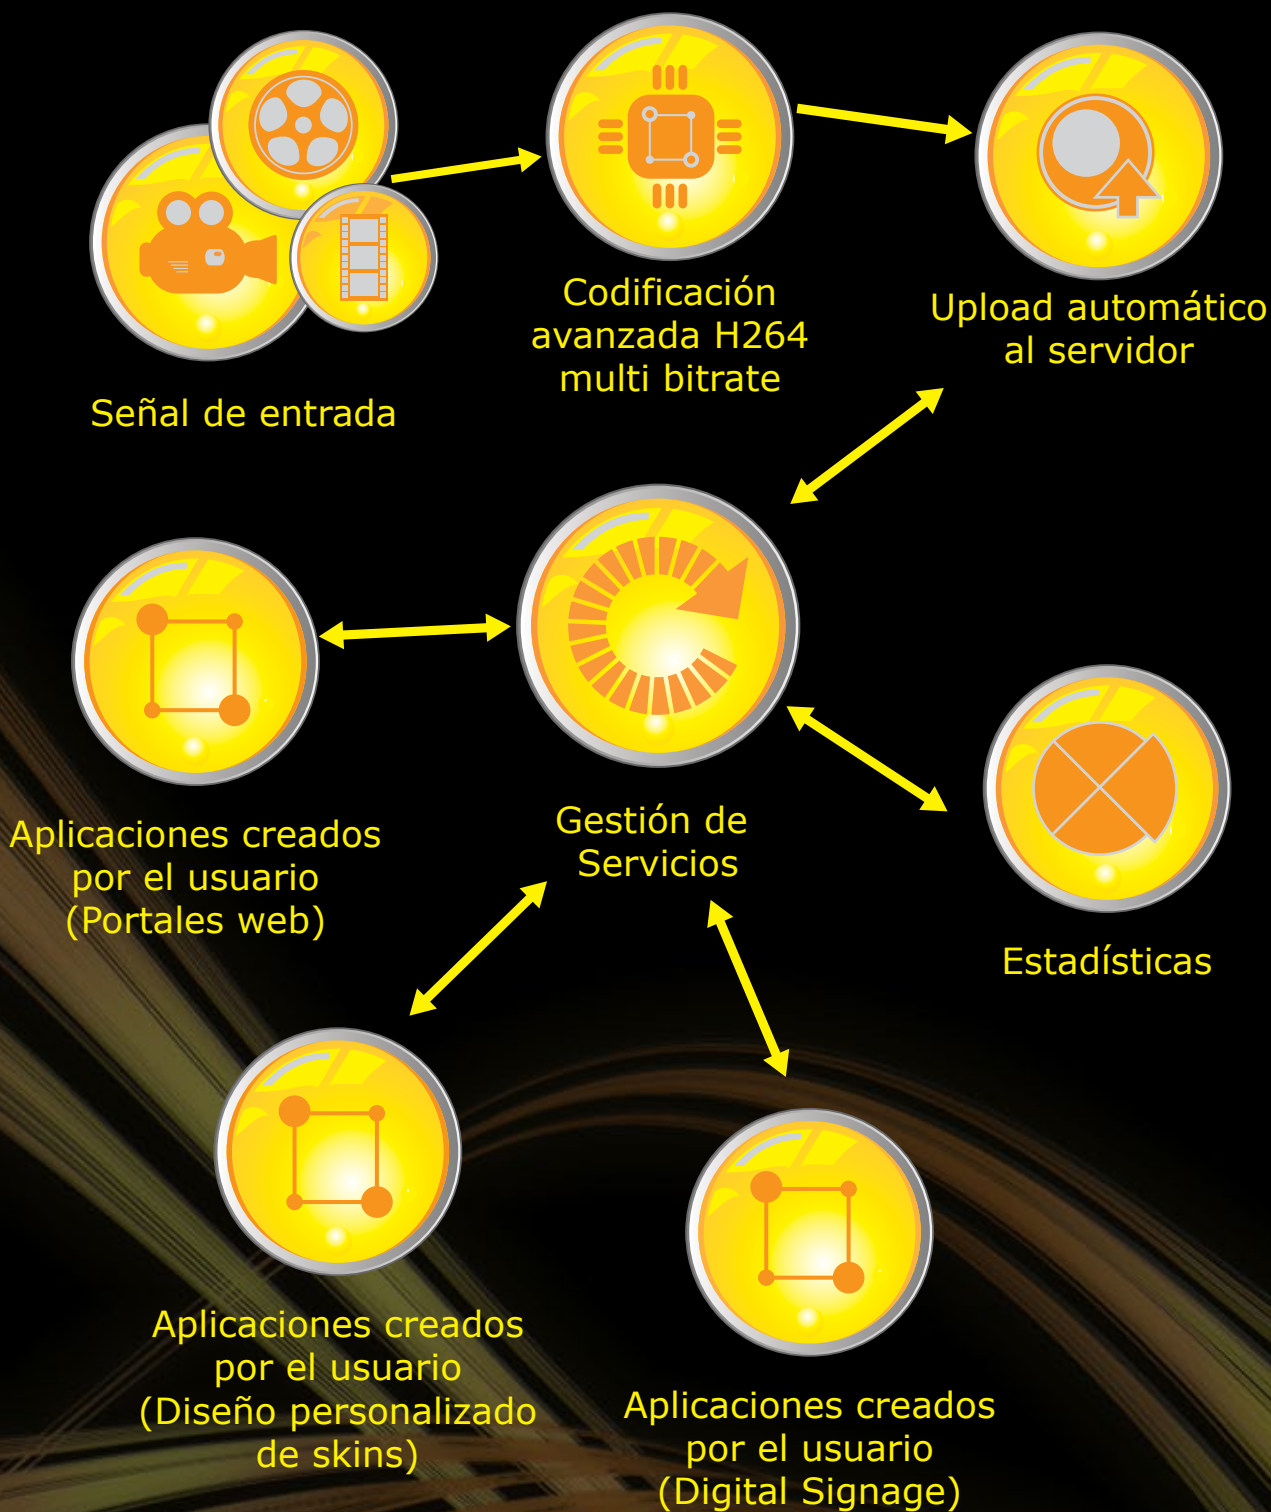 Señal de entrada
Codificación
avanzada H264
multi bitrate
Upload automático
al servidor
Aplicaciones creados
por el usuario
(Portales web)
Gestión de
Servicios
Estadísticas
Aplicaciones creados
por el usuario
(Diseño personalizado
de skins)
Aplicaciones creados
por el usuario
(Digital Signage)